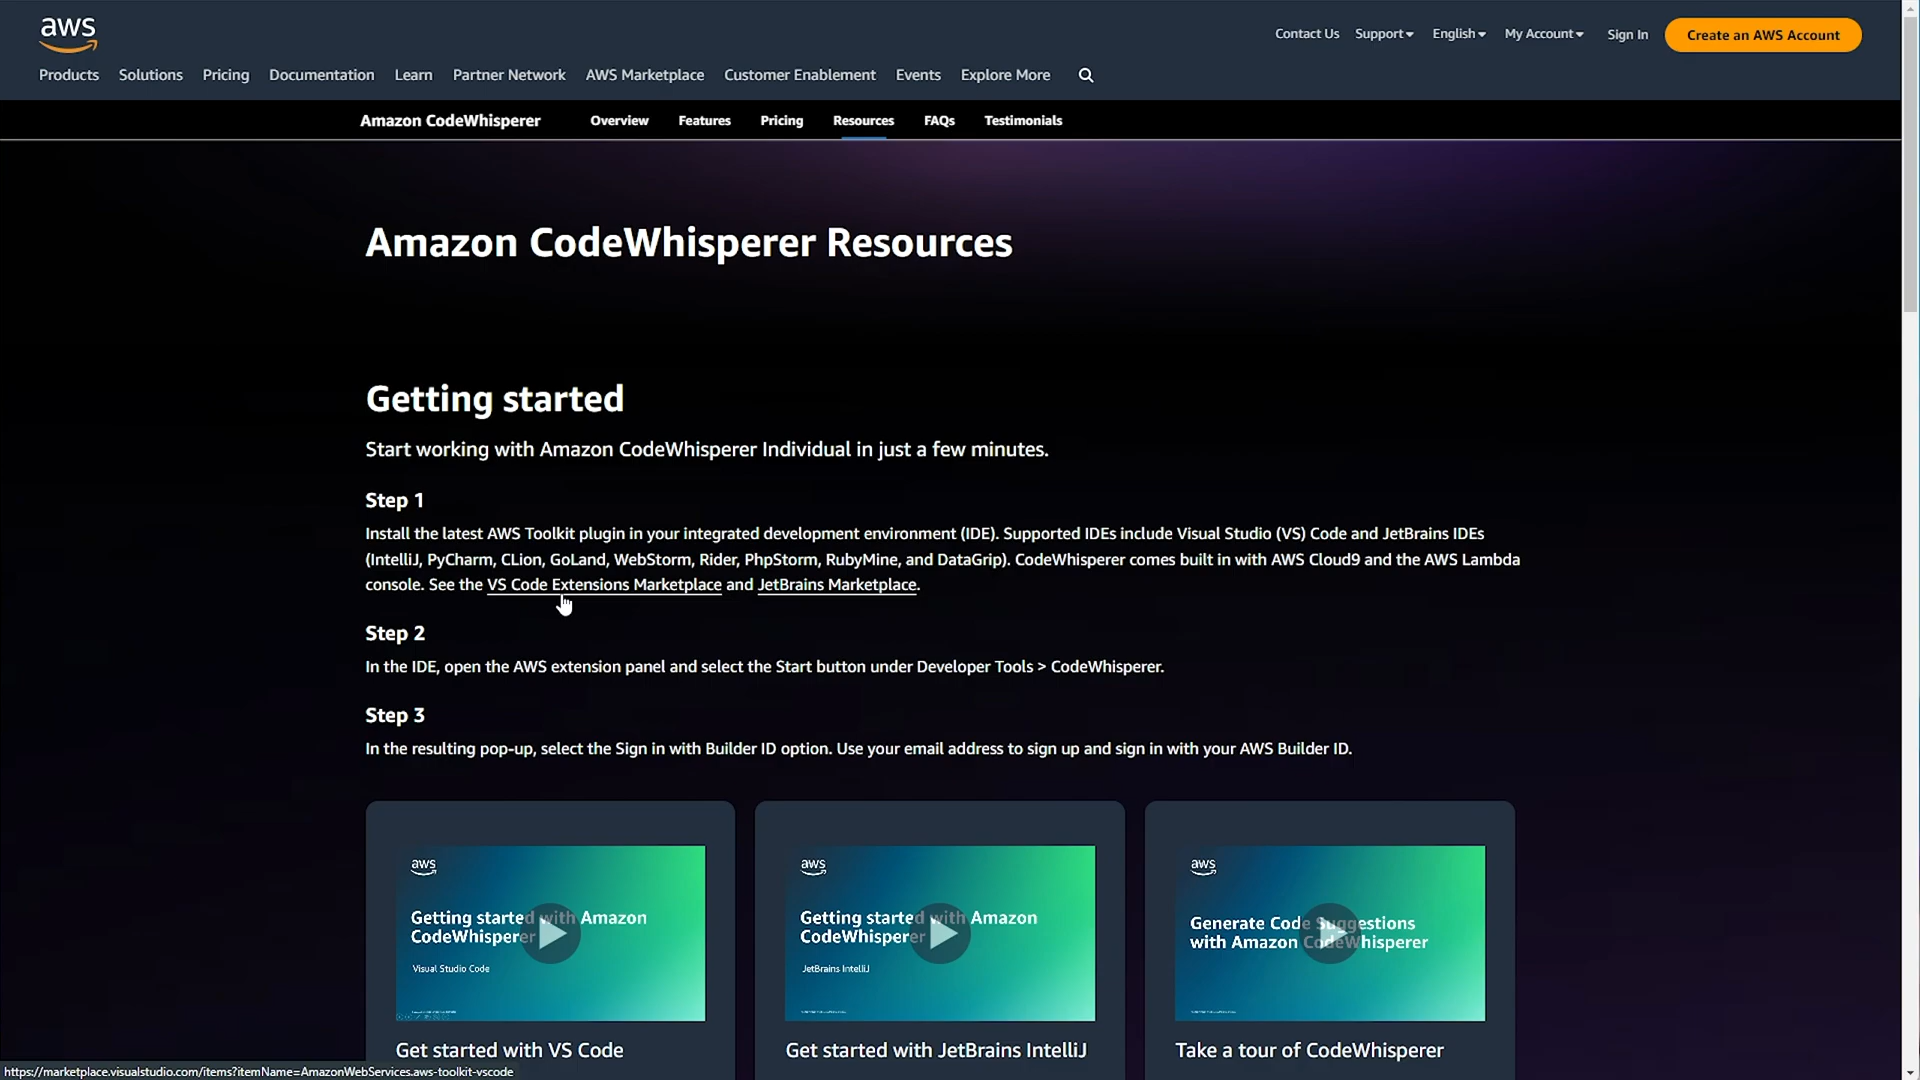 aws
Contact Us Support English My Account Sign In Create an AWS Account
Products Solutions Pricing Documentation Learn Partner Network AWS Marketplace Customer Enablement Events Explore More
Amazon CodeWhisperer Overview Features Pricing Resources FAQs Testimonials
Amazon CodeWhisperer Resources
Getting started
Start working with Amazon CodeWhisperer Individual in just a few minutes.
Step 1
Install the latest AWS Toolkit plugin in your integrated development environment (IDE). Supported IDEs include Visual Studio (VS) Code and JetBrains IDEs
(IntelliJ, PyCharm, CLion, GoLand, WebStorm, Rider, PhpStorm, RubyMine, and DataGrip). CodeWhisperer comes built in with AWS Cloud9 and the AWS Lambda
console. See the VS Code Extensions Marketplace and JetBrains Marketplace.
Step 2
In the IDE, open the AWS extension panel and select the Start button under Developer Tools > CodeWhisperer.
Step 3
In the resulting pop-up, select the Sign in with Builder ID option. Use your email address to sign up and sign in with your AWS Builder ID.
aws
Getting started with Amazon
CodeWhisperer
Visual Studio Code
Get started with VS Code
aws
Getting started with Amazon
CodeWhisperer
JetBrains IntelliJ
Get started with JetBrains IntelliJ
aws
Generate Code Suggestions
with Amazon CodeWhisperer
Take a tour of CodeWhisperer
https://marketplace.visualstudio.com/items?itemName=AmazonWebServices.aws-toolkit-vscode